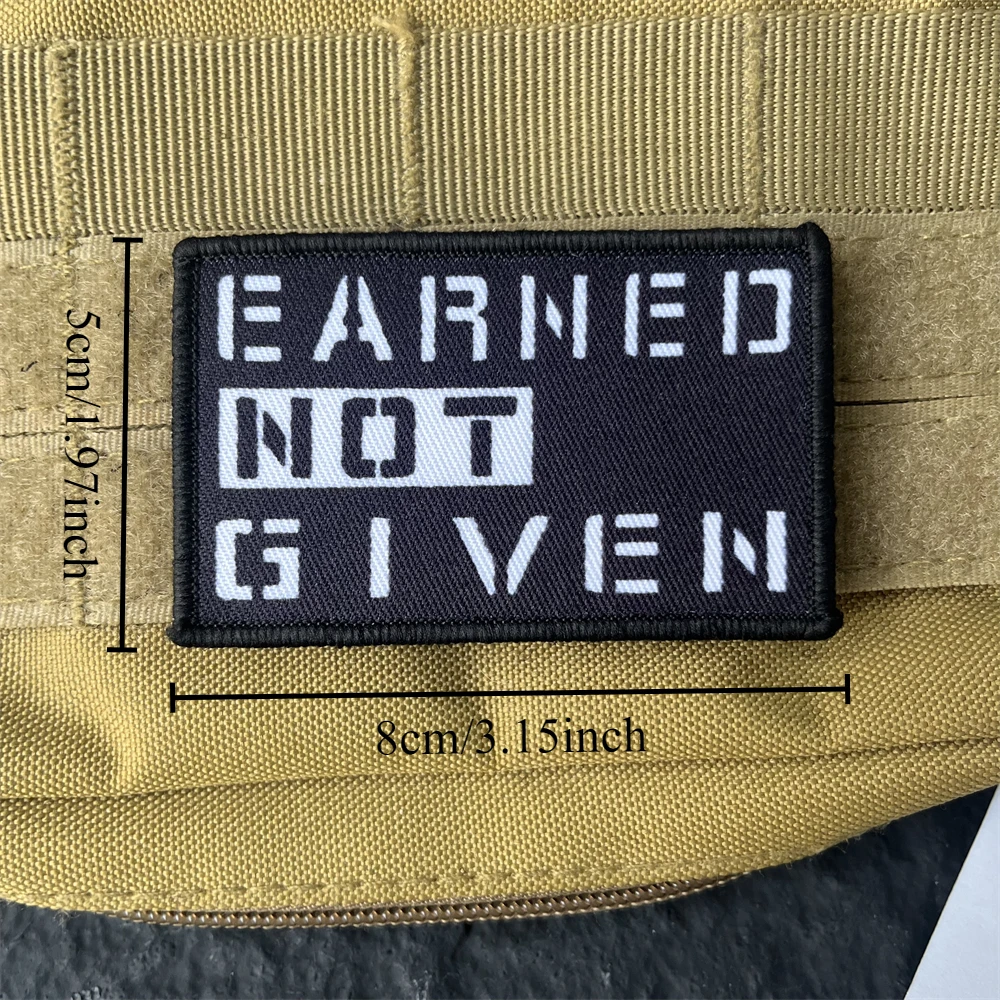 EARNED
NOT
GIVEN
5cm/1.97inch
8cm/3.15inch